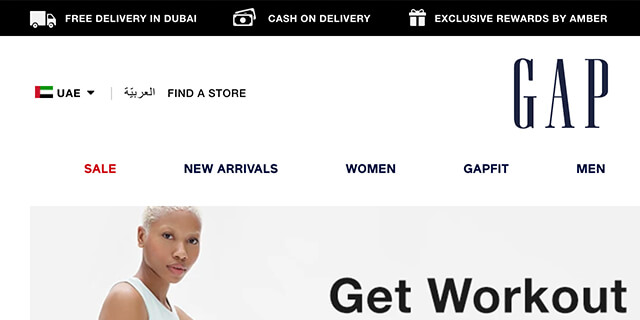 FREE DELIVERY IN DUBAI
CASH ON DELIVERY
EXCLUSIVE REWARDS BY AMBER
UAE
العربيّة
FIND A STORE
GAP
SALE
NEW ARRIVALS
WOMEN
GAPFIT
MEN
Get Workout